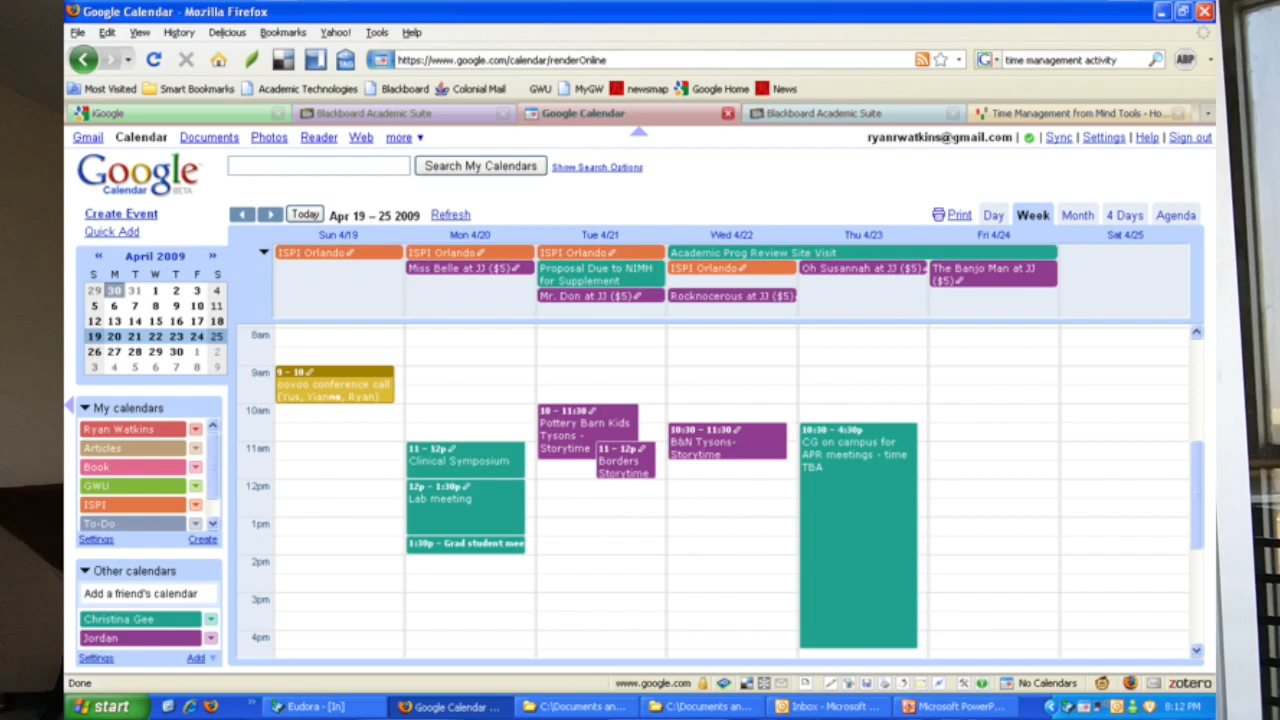 Google Calendar - Mozilla Firefox
File Edit View History Delicious Bookmarks Yahoo! Tools Help
https://www.google.com/calendar/renderOnline
time management activity
ABP
Most Visited Smart Bookmarks Academic Technologies Blackboard Colonial Mail GWU MyGW newsmap Google Home News
iGoogle Blackboard Academic Suite Google Calendar Blackboard Academic Suite Time Management from Mind Tools - Ho...
Gmail Calendar Documents Photos Reader Web more ▼
ryanrwatkins@gmail.com | Sync | Settings | Help | Sign out
Google
Calendar BETA
Search My Calendars Show Search Options
Create Event
Quick Add
Today Apr 19 – 25 2009 Refresh
Print Day Week Month 4 Days Agenda
Sun 4/19 Mon 4/20 Tue 4/21 Wed 4/22 Thu 4/23 Fri 4/24 Sat 4/25
ISPI Orlando ISPI Orlando ISPI Orlando Academic Prog Review Site Visit
Miss Belle at JJ ($5)
Proposal Due to NIMH
for Supplement
ISPI Orlando
Oh Susannah at JJ ($5)
The Banjo Man at JJ
($5)
Mr. Don at JJ ($5) Rocknocerous at JJ ($5)
« April 2009 »
S M T W T F S
29 30 31 1 2 3 4
5 6 7 8 9 10 11
12 13 14 15 16 17 18
19 20 21 22 23 24 25
26 27 28 29 30 1 2
3 4 5 6 7 8 9
8am
9am
10am
11am
12pm
1pm
2pm
3pm
4pm
9 – 10
oovoo conference call
(Yus, Yianna, Ryan)
11 – 12p
Clinical Symposium
12p – 1:30p
Lab meeting
1:30p – Grad student mee
10 – 11:30
Pottery Barn Kids
Tysons -
Storytime
11 – 12p
Borders
Storytime
10:30 – 11:30
B&N Tysons-
Storytime
10:30 – 4:30p
CG on campus for
APR meetings - time
TBA
My calendars
Ryan Watkins
Articles
Book
GWU
ISPI
To-Do
Settings Create
Other calendars
Add a friend's calendar
Christina Gee
Jordan
Settings Add
Done
www.google.com
No Calendars
zotero
start
Eudora - [In]
Google Calendar ...
C:\Documents an...
C:\Documents an...
Inbox - Microsoft ...
Microsoft PowerP...
8:12 PM